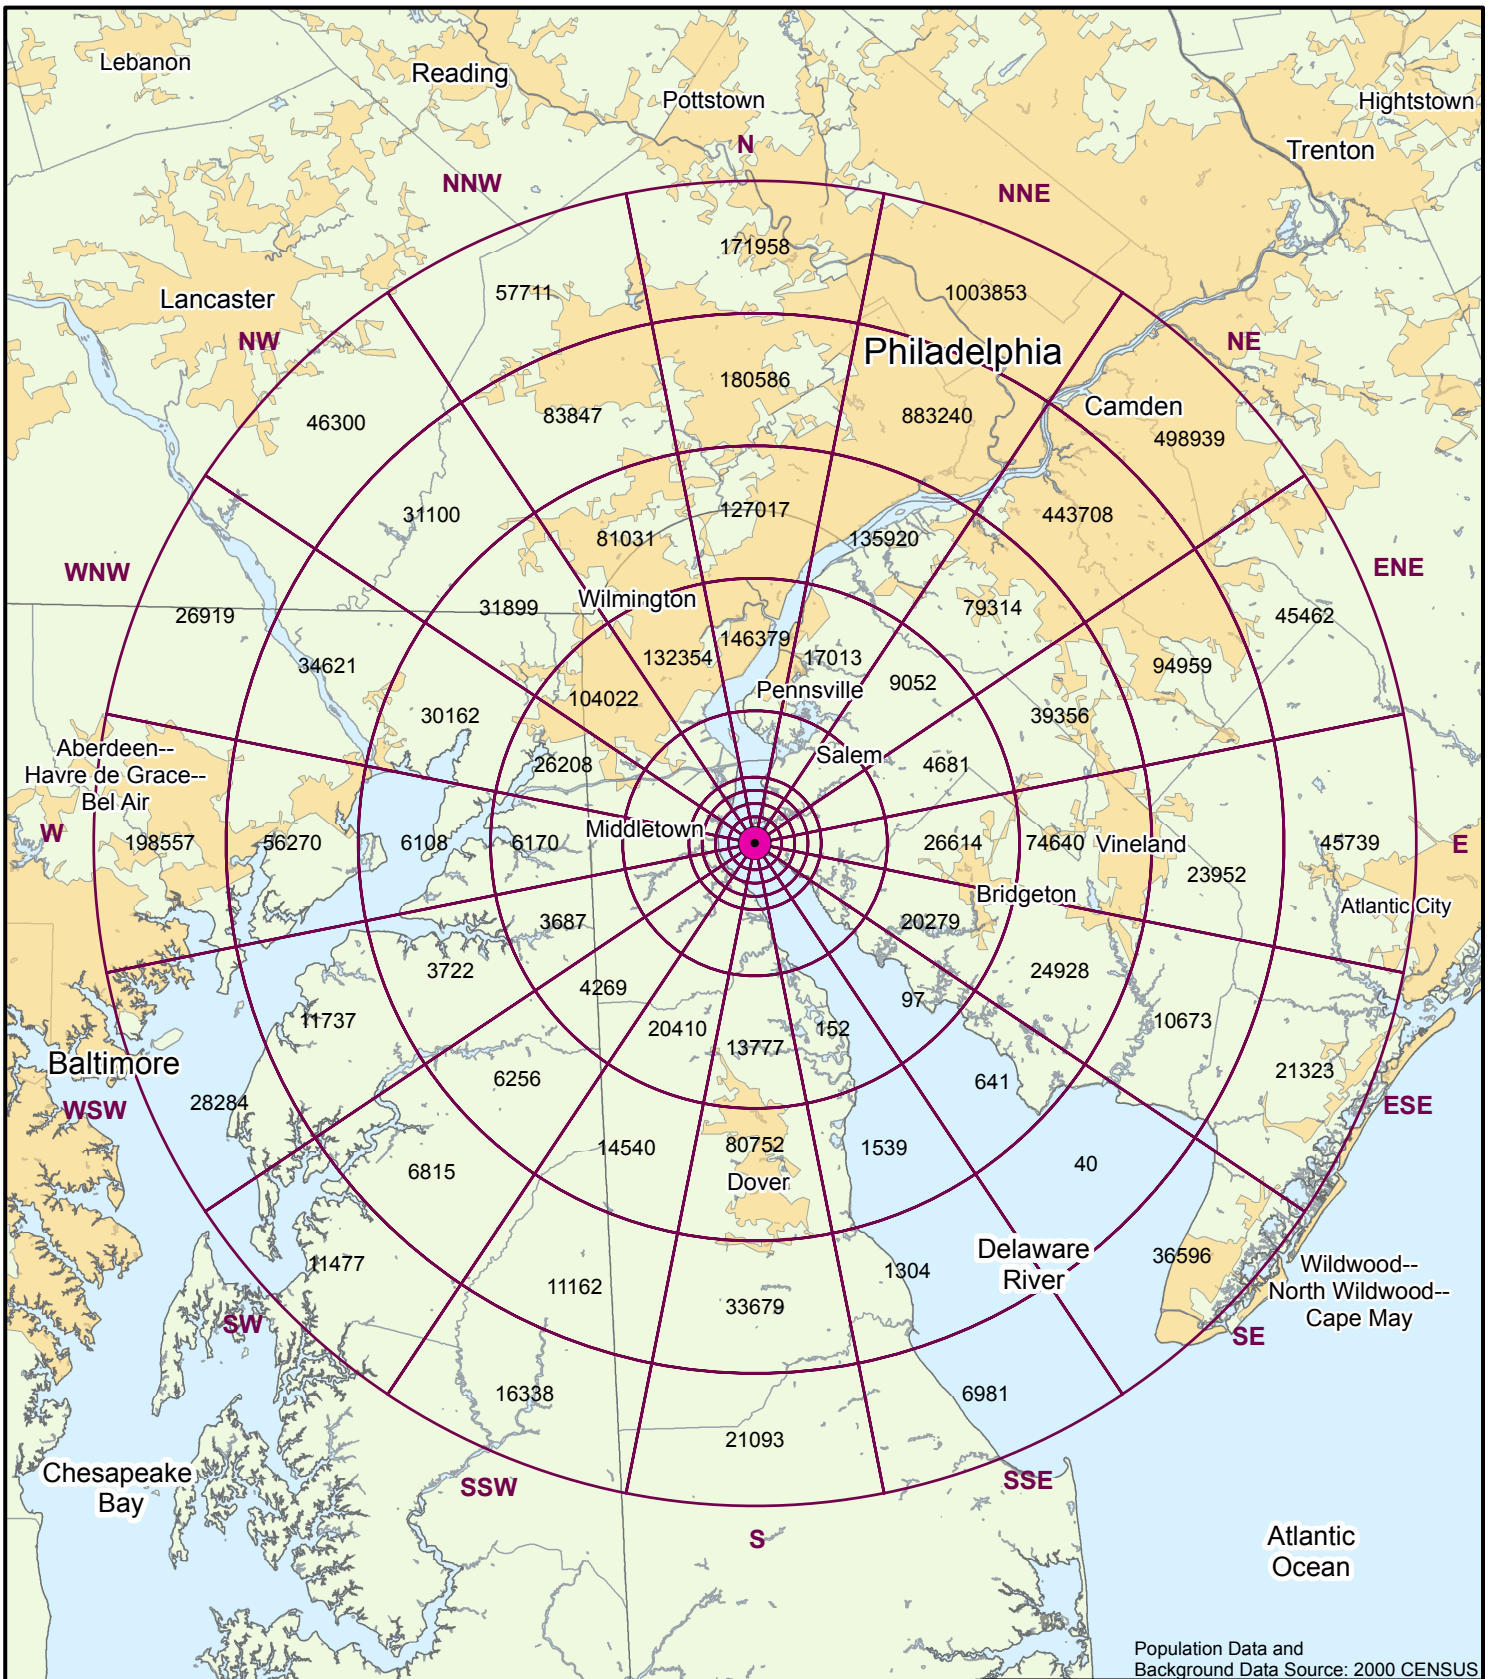 Lebanon
Reading
Pottstown
Hightstown
Trenton
N
NNW
NNE
171958
57711
1003853
Lancaster
NW
NE
Philadelphia
180586
83847
883240
Camden
46300
498939
31100
127017
443708
81031
135920
WNW
ENE
26919
31899
Wilmington
79314
45462
146379
34621
132354
17013
94959
9052
104022
Pennsville
30162
39356
Aberdeen--
Havre de Grace--
Bel Air
26208
Salem
4681
W
198557
56270
6108
6170
Middletown
26614
74640
Vineland
45739
E
23952
Bridgeton
Atlantic City
3687
20279
3722
24928
4269
97
11737
20410
152
10673
13777
Baltimore
6256
641
21323
WSW
28284
ESE
14540
80752
1539
6815
40
Dover
11477
Delaware
River
1304
36596
Wildwood--
North Wildwood--
Cape May
11162
33679
SW
SE
16338
6981
21093
Chesapeake
Bay
SSW
SSE
S
Atlantic
Ocean
Population Data and
Background Data Source: 2000 CENSUS